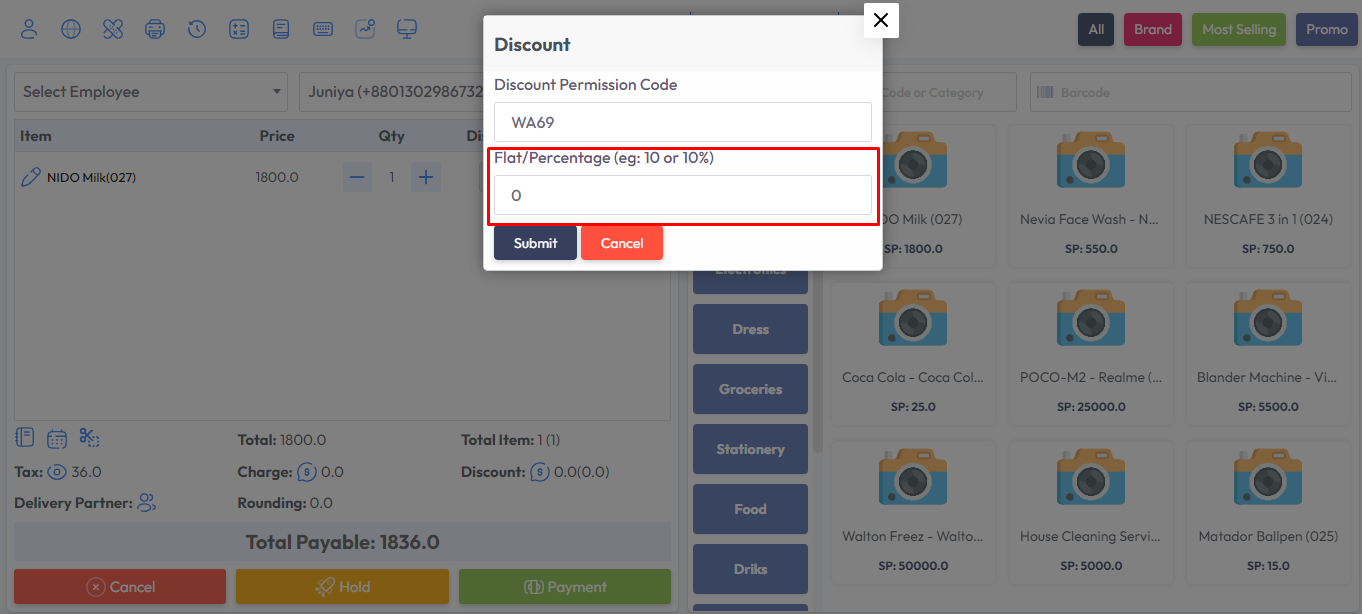 All
Brand
Most Selling
Promo
Discount
Discount Permission Code
WA69
Flat/Percentage (eg: 10 or 10%)
0
Submit
Cancel
Select Employee
Juniya (+8801302986732
Code or Category
Barcode
Item
Price
Qty
NIDO Milk(027)
1800.0
1
Total: 1800.0
Total Item: 1 (1)
Tax: 36.0
Charge: $ 0.0
Discount: $ 0.0(0.0)
Delivery Partner:
Rounding: 0.0
Total Payable: 1836.0
Cancel
Hold
Payment
Electronics
Dress
Groceries
Stationery
Food
Driks
DO Milk (027)
SP: 1800.0
Nevia Face Wash - N...
SP: 550.0
NESCAFE 3 in 1 (024)
SP: 750.0
Coca Cola - Coca Col...
SP: 25.0
POCO-M2 - Realme (...
SP: 25000.0
Blander Machine - Vi...
SP: 5500.0
Walton Freez - Walto...
SP: 50000.0
House Cleaning Servi...
SP: 5000.0
Matador Ballpen (025)
SP: 15.0